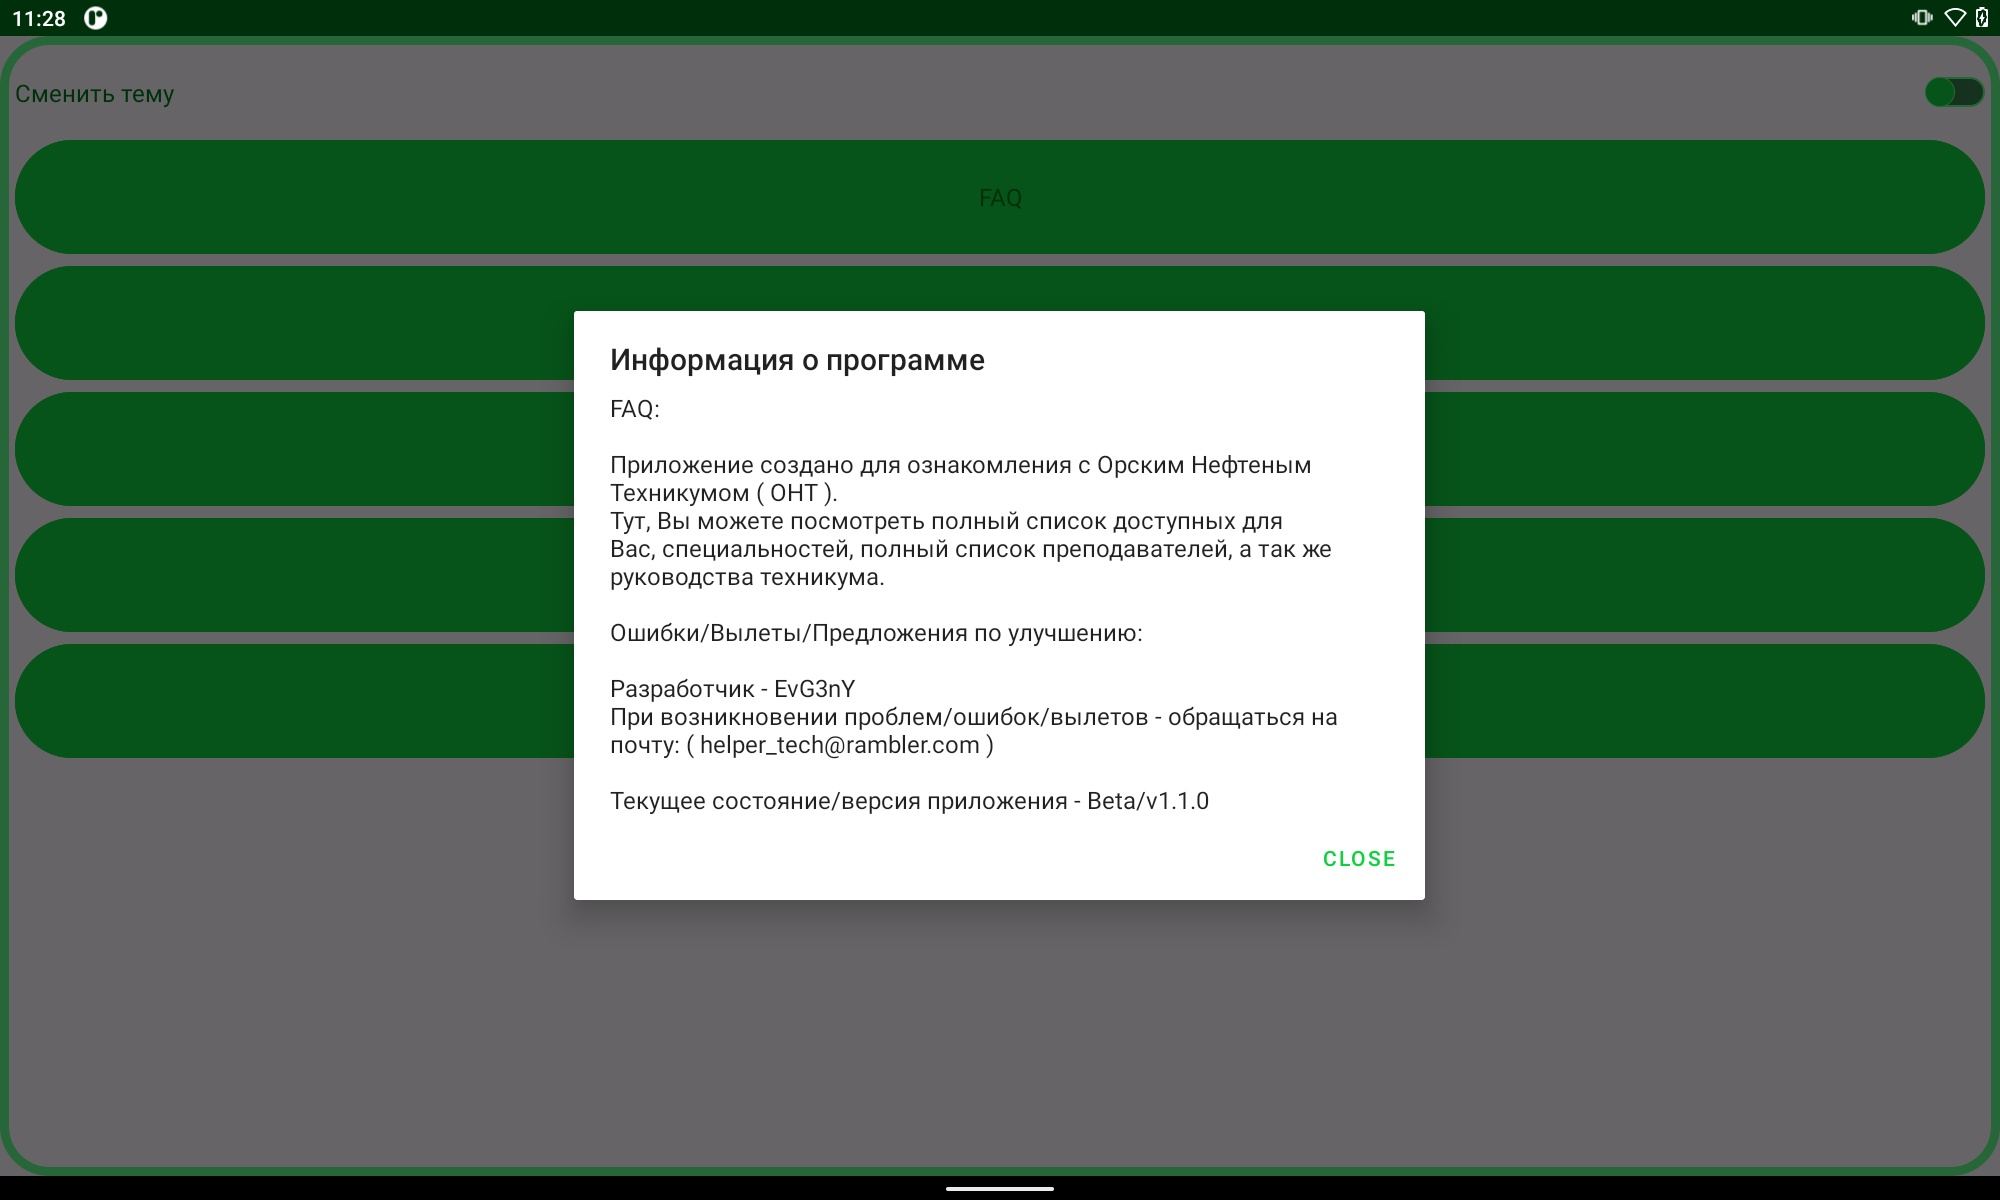 11:28
Сменить тему
FAQ
Информация о программе
FAQ:
Приложение создано для ознакомления с Орским Нефтеным
Техникумом ( ОНТ ).
Тут, Вы можете посмотреть полный список доступных для
Вас, специальностей, полный список преподавателей, а так же
руководства техникума.
Ошибки/Вылеты/Предложения по улучшению:
Разработчик - EvG3nY
При возникновении проблем/ошибок/вылетов - обращаться на
почту: ( helper_tech@rambler.com )
Текущее состояние/версия приложения - Beta/v1.1.0
CLOSE